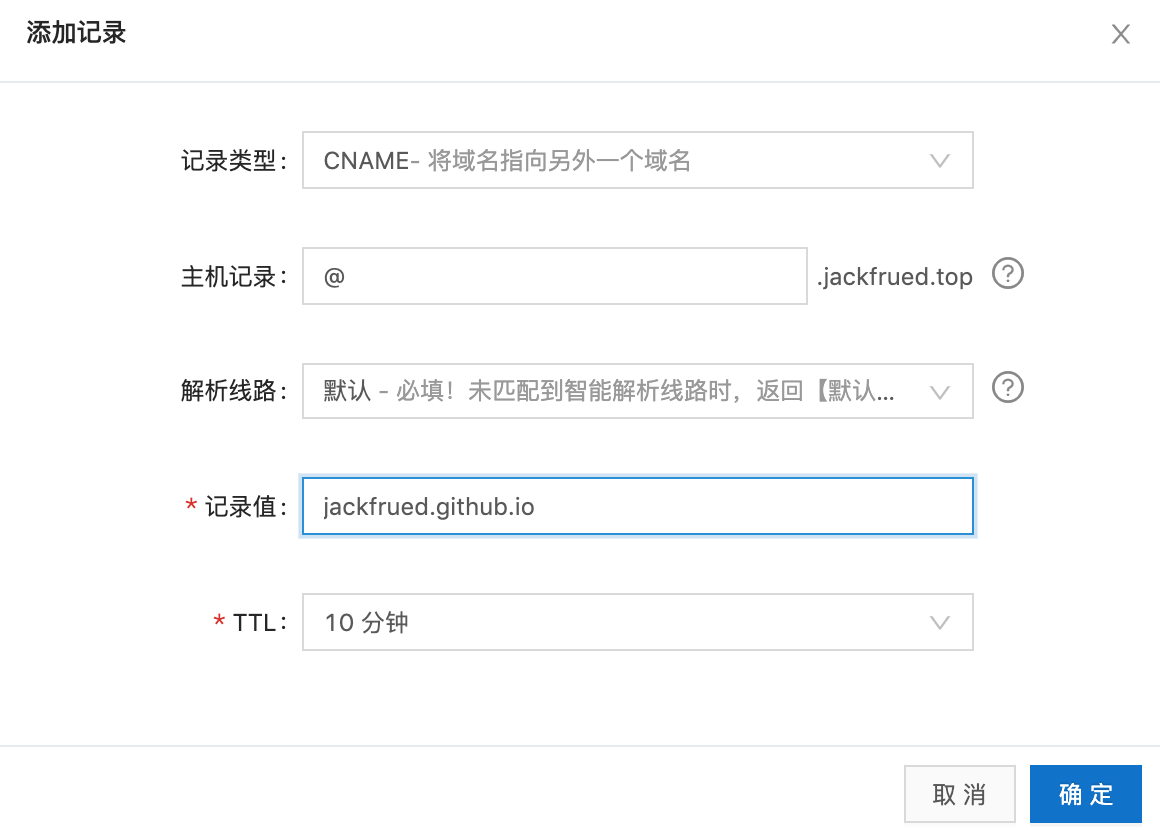 添加记录
记录类型: CNAME- 将域名指向另外一个域名
主机记录: @ .jackfrued.top ?
解析线路: 默认 - 必填！未匹配到智能解析线路时，返回【默认... ?
* 记录值: jackfrued.github.io
* TTL: 10 分钟
取 消 确 定